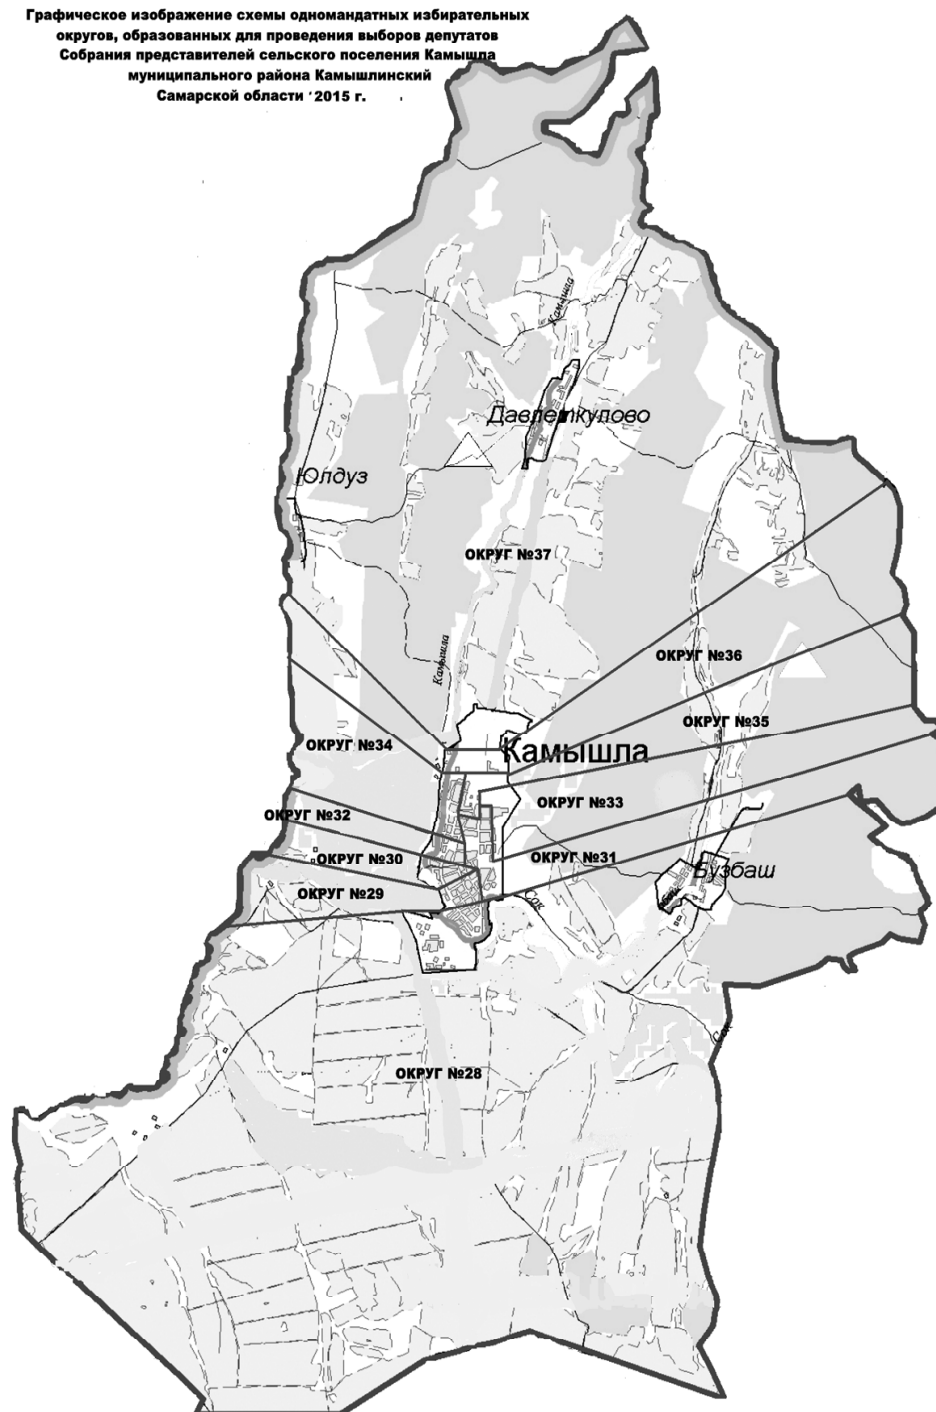 Графическое изображение схемы одномандатных избирательных
округов, образованных для проведения выборов депутатов
Собрания представителей сельского поселения Камышла
муниципального района Камышлинский
Самарской области 2015 г.
Камышла
Давлеткулово
Юлдуз
ОКРУГ №37
Камышла
ОКРУГ №36
ОКРУГ №35
ОКРУГ №34
Камышла
ОКРУГ №33
ОКРУГ №32
ОКРУГ №31
ОКРУГ №30
Бузбаш
ОКРУГ №29
Сок
Сок
ОКРУГ №28